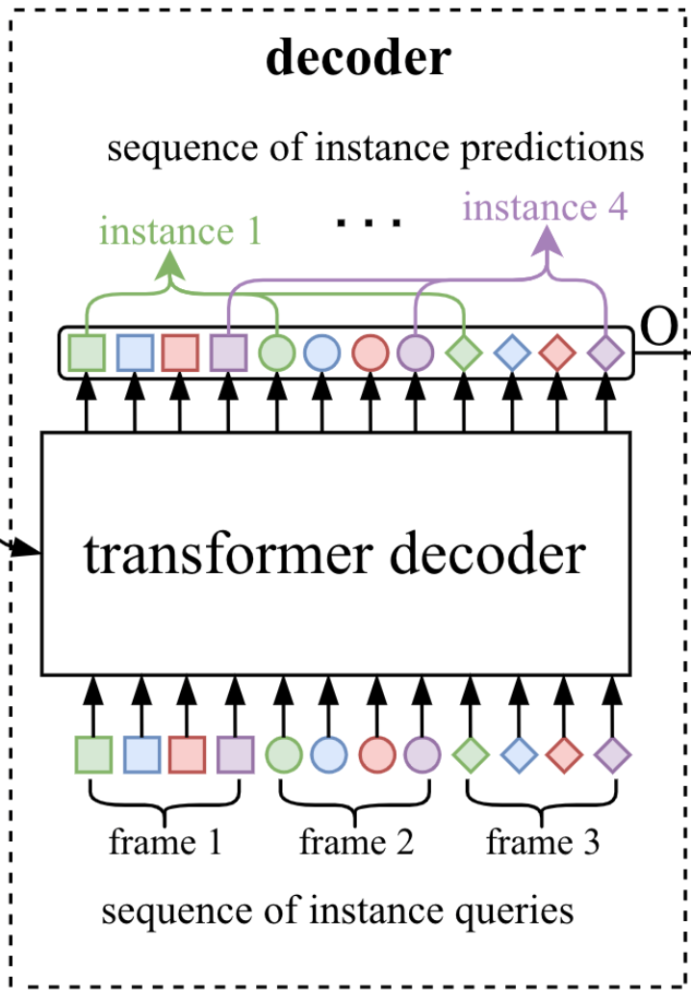 decoder
sequence of instance predictions
instance 1 ... instance 4
O
transformer decoder
frame 1 frame 2 frame 3
sequence of instance queries